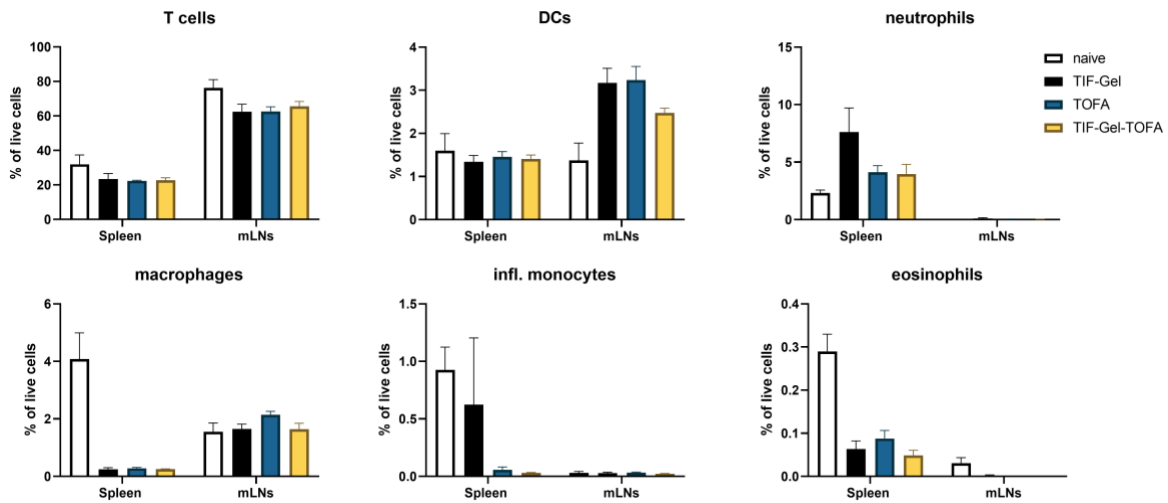 T cells
% of live cells
100
80
60
40
20
0
Spleen
mLNs
DCs
% of live cells
4
3
2
1
0
Spleen
mLNs
neutrophils
% of live cells
15
10
5
0
Spleen
mLNs
naive
TIF-Gel
TOFA
TIF-Gel-TOFA
macrophages
% of live cells
6
4
2
0
Spleen
mLNs
infl. monocytes
% of live cells
1.5
1.0
0.5
0.0
Spleen
mLNs
eosinophils
% of live cells
0.4
0.3
0.2
0.1
0.0
Spleen
mLNs